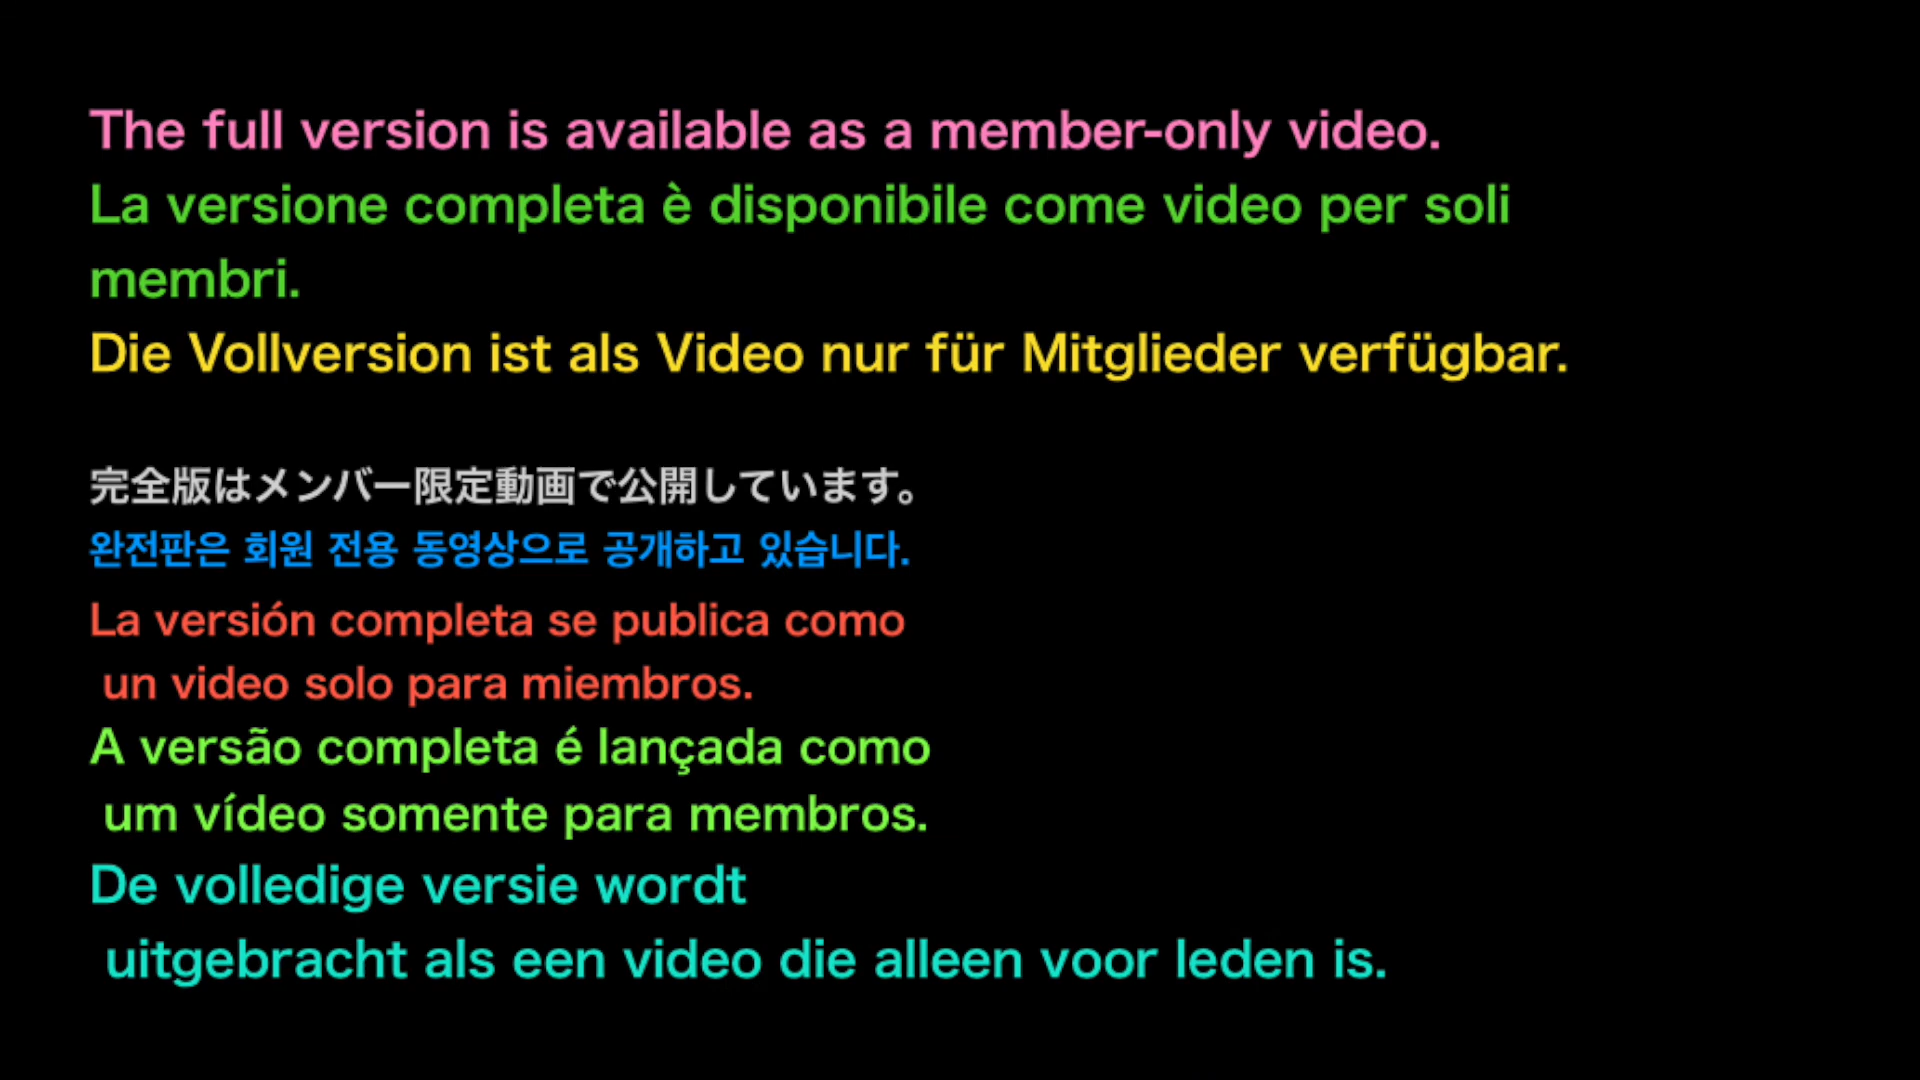 The full version is available as a member-only video.
La versione completa è disponibile come video per soli
membri.
Die Vollversion ist als Video nur für Mitglieder verfügbar.
完全版はメンバー限定動画で公開しています。
완전판은 회원 전용 동영상으로 공개하고 있습니다.
La versión completa se publica como
un video solo para miembros.
A versão completa é lançada como
um vídeo somente para membros.
De volledige versie wordt
uitgebracht als een video die alleen voor leden is.